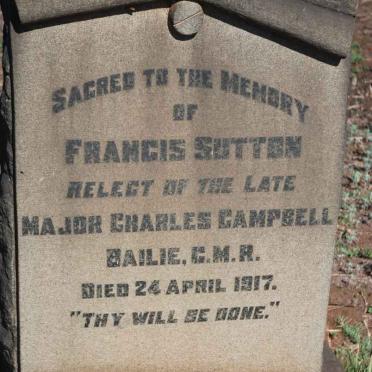 SACRED TO THE MEMORY
OF
FRANCIS SUTTON
RELECT OF THE LATE
MAJOR CHARLES CAMPBELL
BAILIE, C.M.R.
DIED 24 APRIL 1917.
"THY WILL BE DONE."